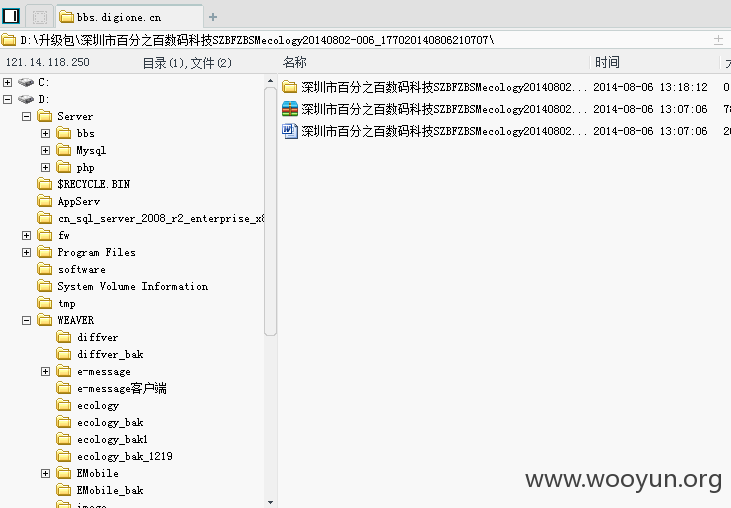 bbs.digione.cn
D:\升级包\深圳市百分之百数码科技SZBFZBSMecology20140802-006_177020140806210707\
121.14.118.250 目录(1),文件(2) 名称 时间
C:
D:
Server
bbs
Mysql
php
$RECYCLE.BIN
AppServ
cn_sql_server_2008_r2_enterprise_x8
fw
Program Files
software
System Volume Information
tmp
WEAVER
diffver
diffver_bak
e-message
e-message客户端
ecology
ecology_bak
ecology_bak1
ecology_bak_1219
EMobile
EMobile_bak
image
深圳市百分之百数码科技SZBFZBSMecology20140802... 2014-08-06 13:18:12 0
深圳市百分之百数码科技SZBFZBSMecology20140802... 2014-08-06 13:07:06 78
深圳市百分之百数码科技SZBFZBSMecology20140802... 2014-08-06 13:07:06 20
www.wooyun.org